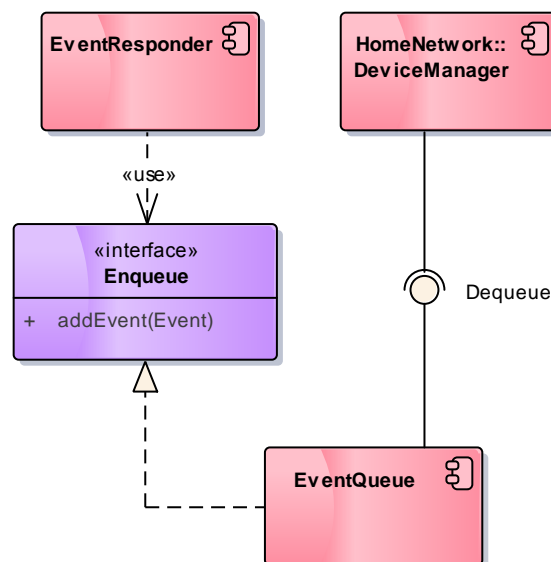 EventResponder
HomeNetwork::
DeviceManager
«use»
«interface»
Enqueue
+ addEvent(Event)
Dequeue
EventQueue